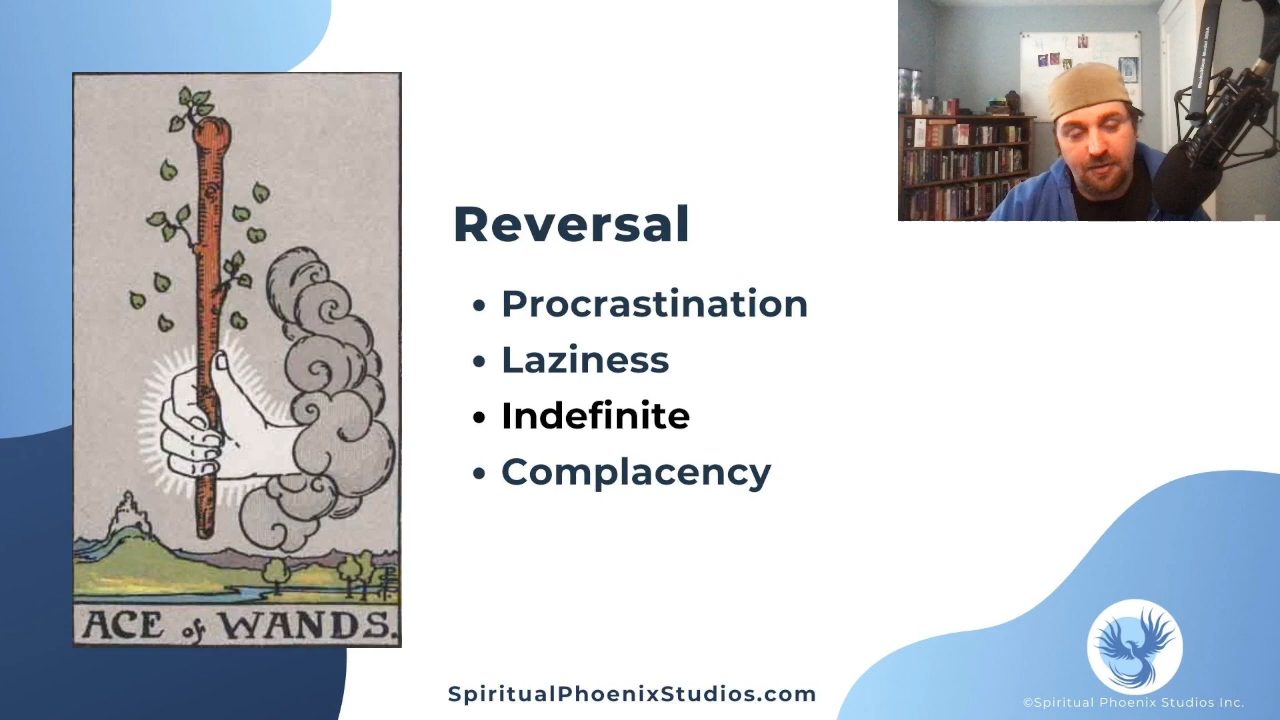 Reversal
• Procrastination
• Laziness
• Indefinite
• Complacency
ACE of WANDS.
SpiritualPhoenixStudios.com
©Spiritual Phoenix Studios Inc.